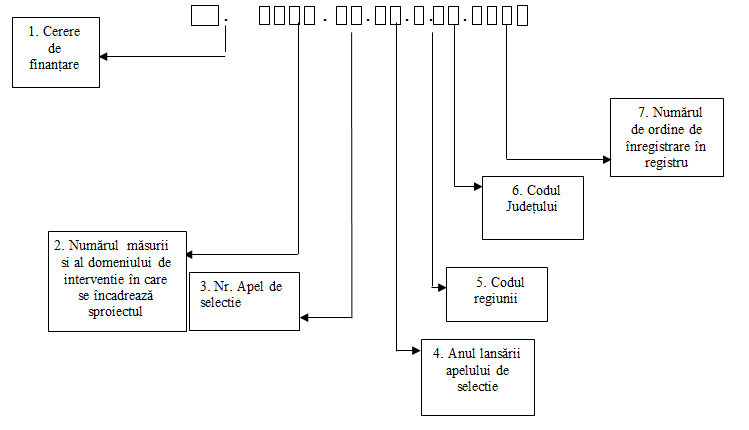 1. Cerere
de
finanțare
7. Numărul
de ordine de
înregistrare în
registru
6. Codul
Județului
2. Numărul măsurii
si al domeniului de
interventie în care
se încadrează
sproiectul
3. Nr. Apel de
selectie
5. Codul
regiunii
4. Anul lansării
apelului de
selectie